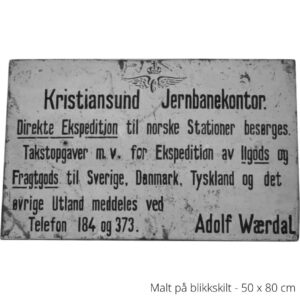 Kristiansund Jernbanekontor.
Direkte Ekspedition til norske Stationer besørges.
Takstopgaver m.v. for Ekspedition av Ilgods og
Fragtgods til Sverige, Danmark, Tyskland og det
øvrige Utland meddeles ved
Telefon 184 og 373. Adolf Wærdal
Malt på blikkskilt - 50 x 80 cm